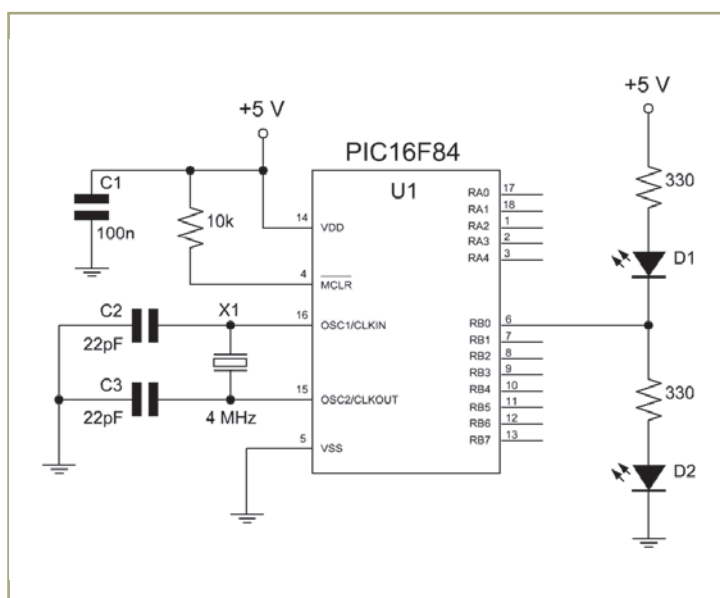 +5 V
+5 V
PIC16F84
U1
C1
100n
10k
330
14
VDD
4
MCLR
C2
22pF
X1
16
OSC1/CLKIN
C3
22pF
4 MHz
15
OSC2/CLKOUT
5
VSS
RA0
17
RA1
18
RA2
1
RA3
2
RA4
3
D1
RB0
6
RB1
7
RB2
8
RB3
9
RB4
10
RB5
11
RB6
12
RB7
13
330
D2